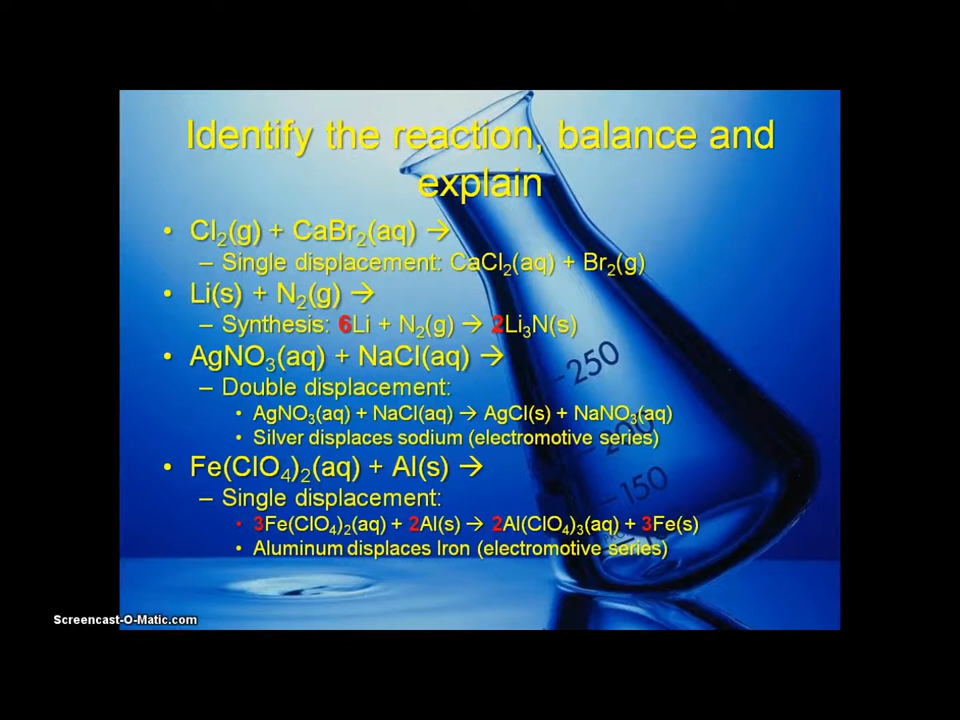 Identify the reaction, balance and
explain
• Cl₂(g) + CaBr₂(aq) →
– Single displacement: CaCl₂(aq) + Br₂(g)
• Li(s) + N₂(g) →
– Synthesis: 6Li + N₂(g) → 2Li₃N(s)
• AgNO₃(aq) + NaCl(aq) →
– Double displacement:
• AgNO₃(aq) + NaCl(aq) → AgCl(s) + NaNO₃(aq)
• Silver displaces sodium (electromotive series)
• Fe(ClO₄)₂(aq) + Al(s) →
– Single displacement:
• 3Fe(ClO₄)₂(aq) + 2Al(s) → 2Al(ClO₄)₃(aq) + 3Fe(s)
• Aluminum displaces Iron (electromotive series)
250
200
150
Screencast-O-Matic.com